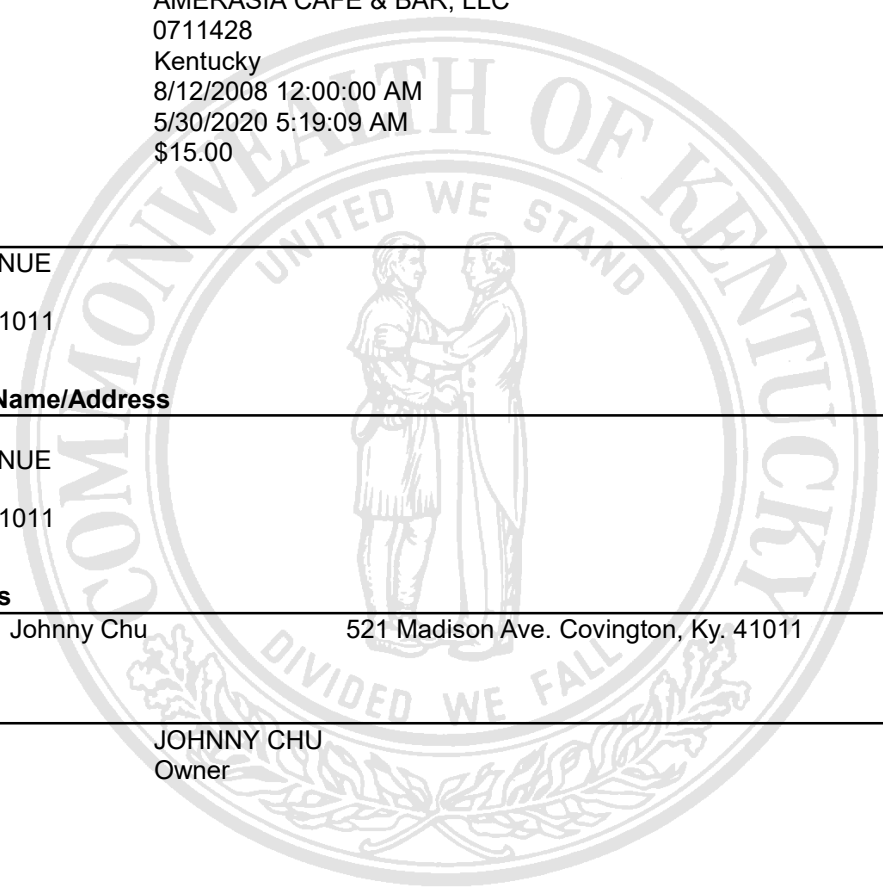 AMERASIA CAFE & BAR, LLC
0711428
Kentucky
8/12/2008 12:00:00 AM
5/30/2020 5:19:09 AM
$15.00
NUE
1011
Name/Address
NUE
1011
s
Johnny Chu 521 Madison Ave. Covington, Ky. 41011
JOHNNY CHU
Owner
COMMONWEALTH OF KENTUCKY
UNITED WE STAND
DIVIDED WE FALL